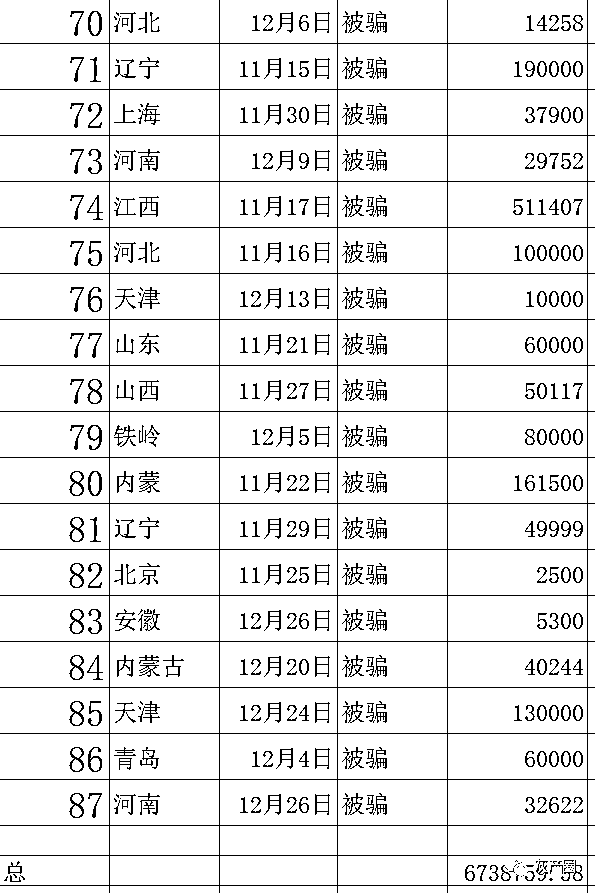 70 河北 12月6日 被骗 14258
71 辽宁 11月15日 被骗 190000
72 上海 11月30日 被骗 37900
73 河南 12月9日 被骗 29752
74 江西 11月17日 被骗 511407
75 河北 11月16日 被骗 100000
76 天津 12月13日 被骗 10000
77 山东 11月21日 被骗 60000
78 山西 11月27日 被骗 50117
79 铁岭 12月5日 被骗 80000
80 内蒙 11月22日 被骗 161500
81 辽宁 11月29日 被骗 49999
82 北京 11月25日 被骗 2500
83 安徽 12月26日 被骗 5300
84 内蒙古 12月20日 被骗 40244
85 天津 12月24日 被骗 130000
86 青岛 12月4日 被骗 60000
87 河南 12月26日 被骗 32622
总